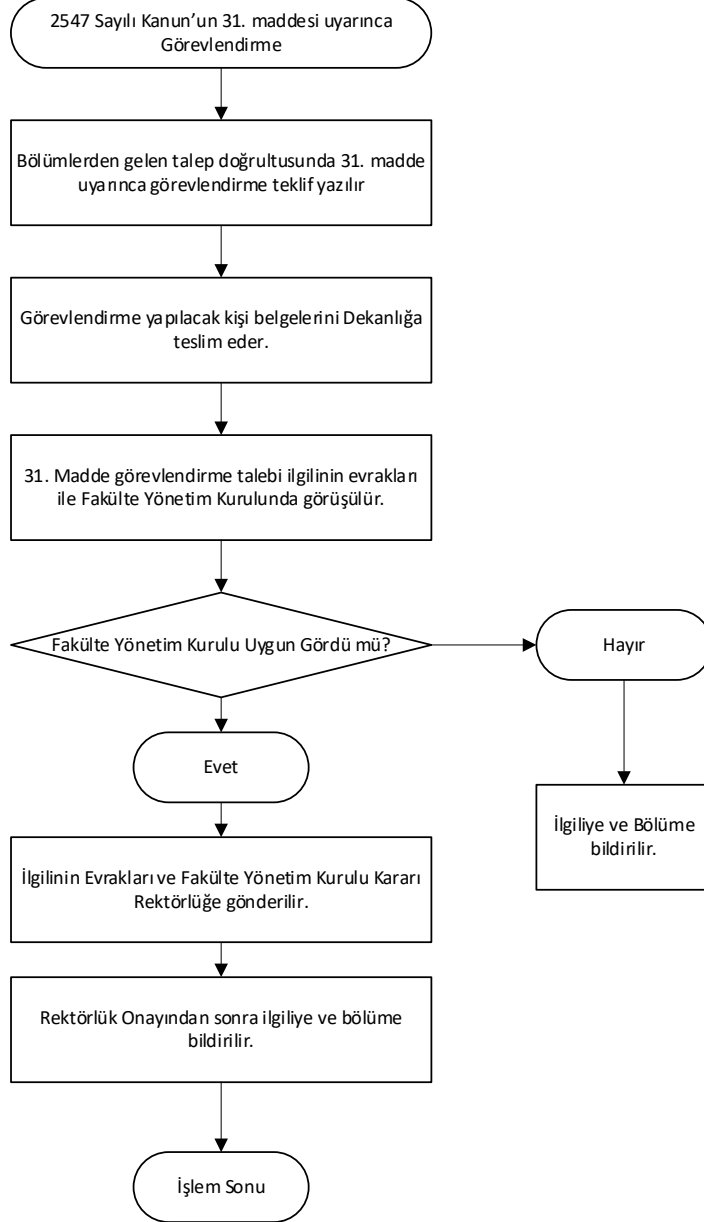 2547 Sayılı Kanun’un 31. maddesi uyarınca
Görevlendirme
Bölümlerden gelen talep doğrultusunda 31. madde
uyarınca görevlendirme teklif yazılır
Görevlendirme yapılacak kişi belgelerini Dekanlığa
teslim eder.
31. Madde görevlendirme talebi ilgilinin evrakları
ile Fakülte Yönetim Kurulunda görüşülür.
Fakülte Yönetim Kurulu Uygun Gördü mü?
Hayır
Evet
İlgiliye ve Bölüme
bildirilir.
İlgilinin Evrakları ve Fakülte Yönetim Kurulu Kararı
Rektörlüğe gönderilir.
Rektörlük Onayından sonra ilgiliye ve bölüme
bildirilir.
İşlem Sonu